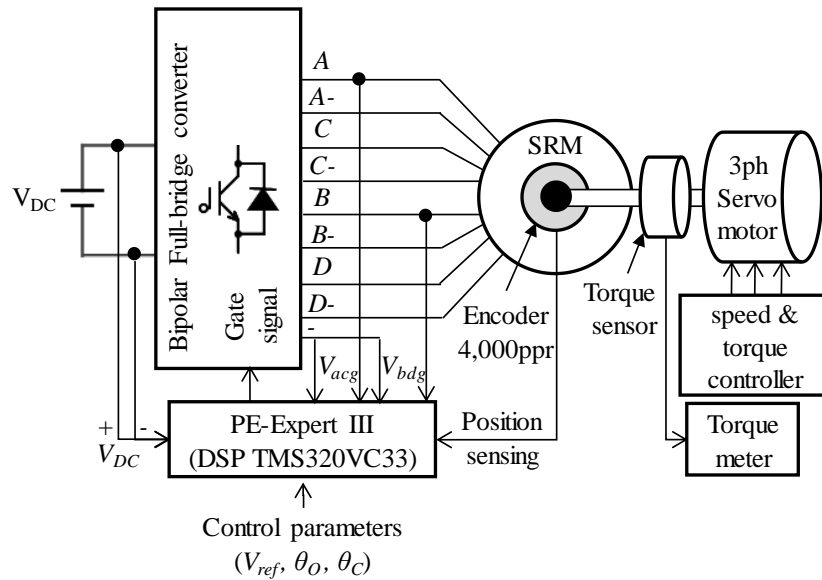 V_DC
Bipolar Full-bridge converter
Gate
signal
A
A-
C
C-
B
B-
D
D-
-
SRM
3ph
Servo
motor
Encoder
4,000ppr
Torque
sensor
speed &
torque
controller
V_acg
V_bdg
+ -
V_DC
PE-Expert III
(DSP TMS320VC33)
Position
sensing
Torque
meter
Control parameters
(V_ref, θ_O, θ_C)